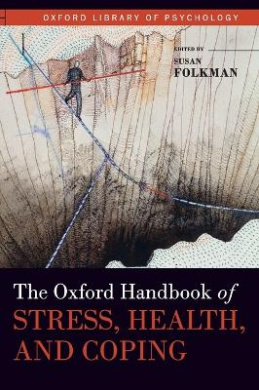 OXFORD LIBRARY OF PSYCHOLOGY
EDITED BY
SUSAN
FOLKMAN
The Oxford Handbook of
STRESS, HEALTH,
AND COPING